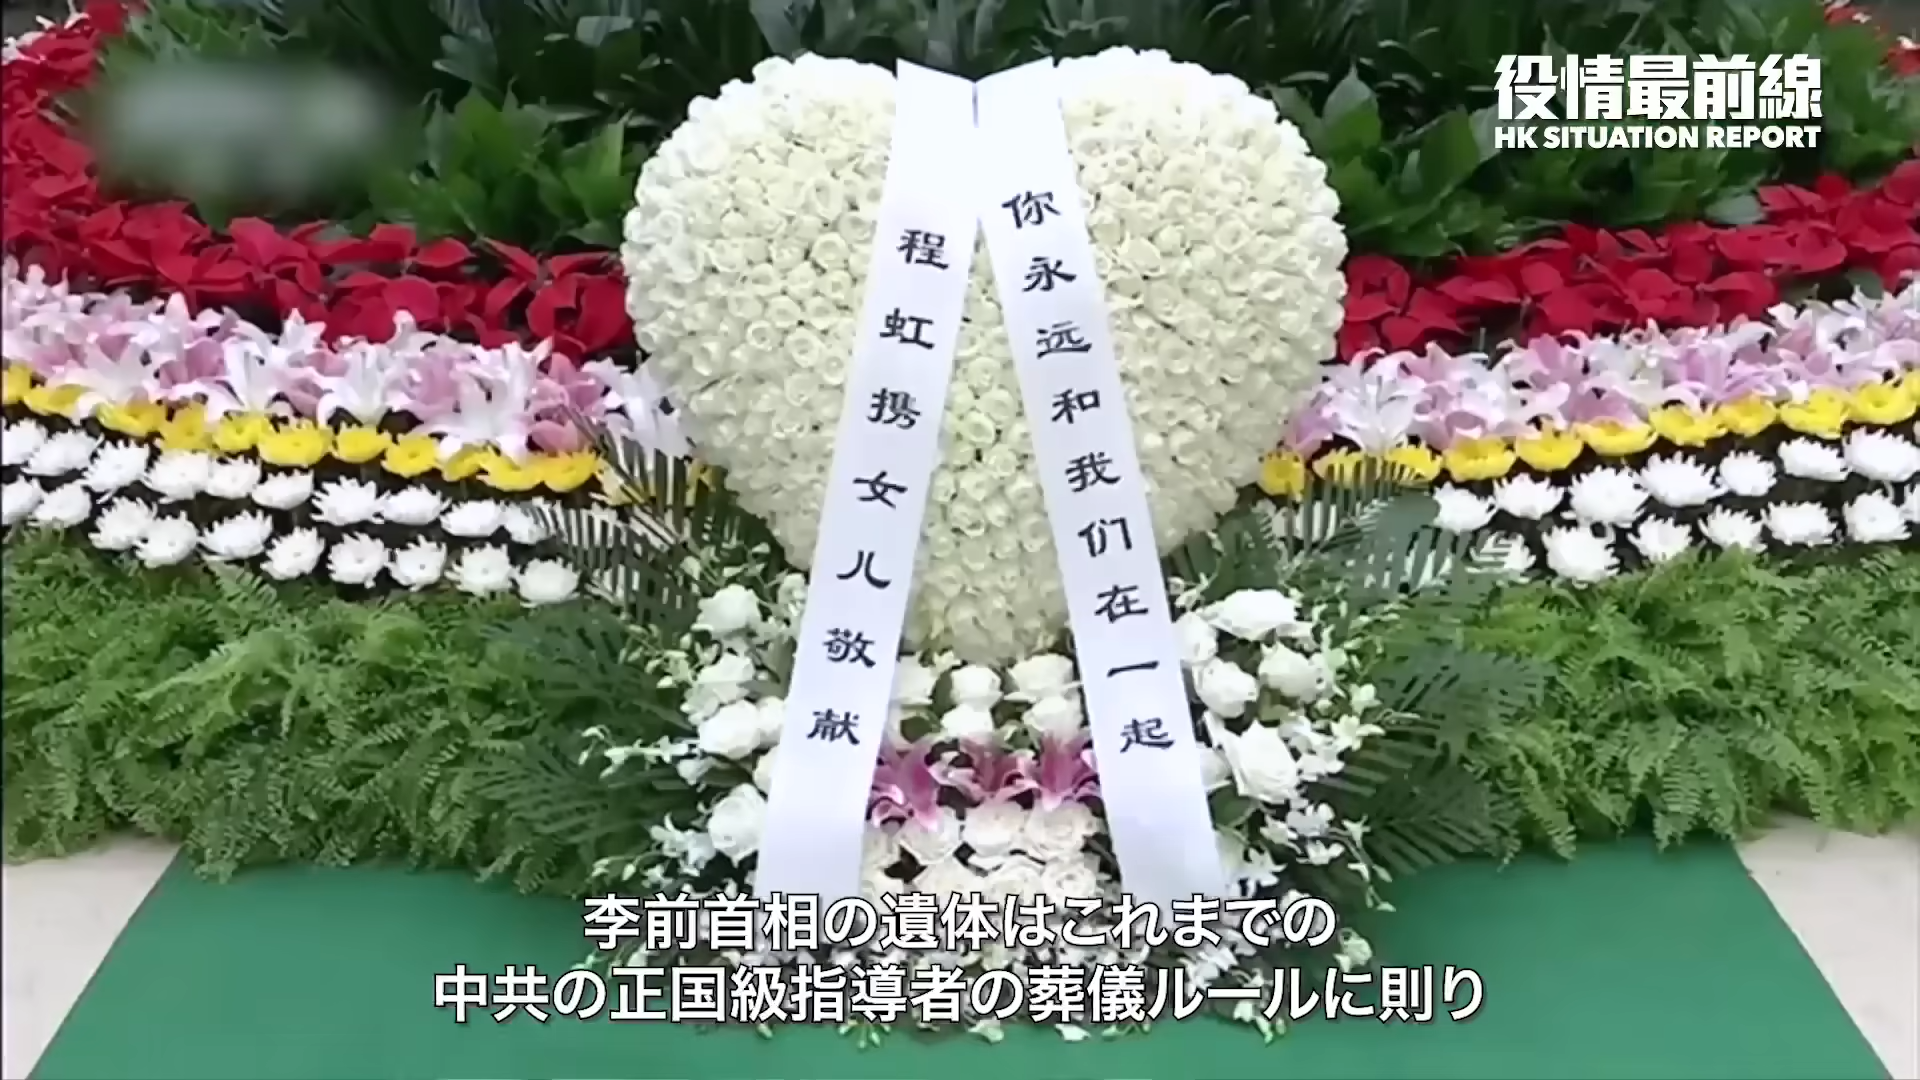 役情最前線
HK SITUATION REPORT
你永远和我们在一起
程虹携女儿敬献
李前首相の遺体はこれまでの
中共の正国級指導者の葬儀ルールに則り